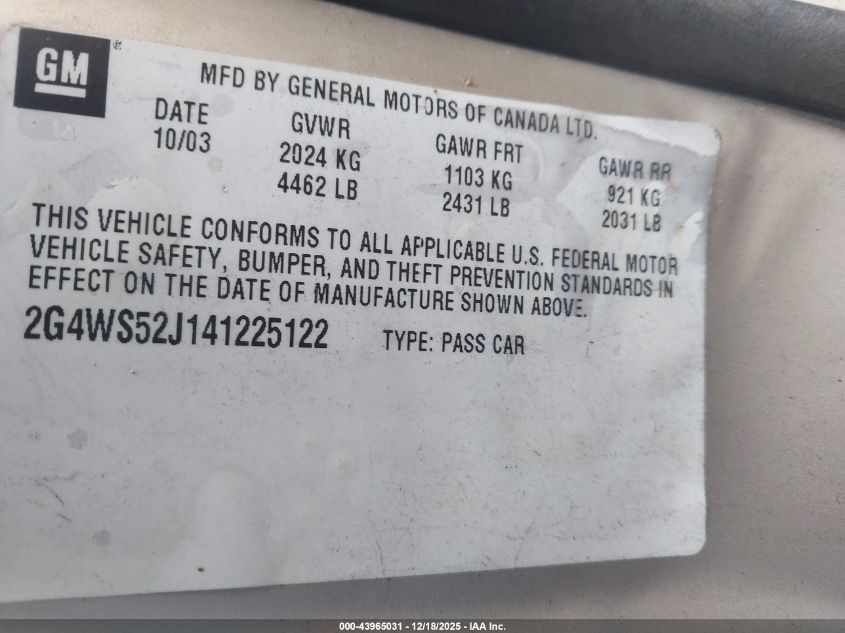 GM ®
MFD BY GENERAL MOTORS OF CANADA LTD.
DATE GVWR GAWR FRT GAWR RR
10/03 2024 KG 1103 KG 921 KG
4462 LB 2431 LB 2031 LB
THIS VEHICLE CONFORMS TO ALL APPLICABLE U.S. FEDERAL MOTOR
VEHICLE SAFETY, BUMPER, AND THEFT PREVENTION STANDARDS IN
EFFECT ON THE DATE OF MANUFACTURE SHOWN ABOVE.
2G4WS52J141225122 TYPE: PASS CAR
000-43965031 - 12/18/2025 - IAA Inc.